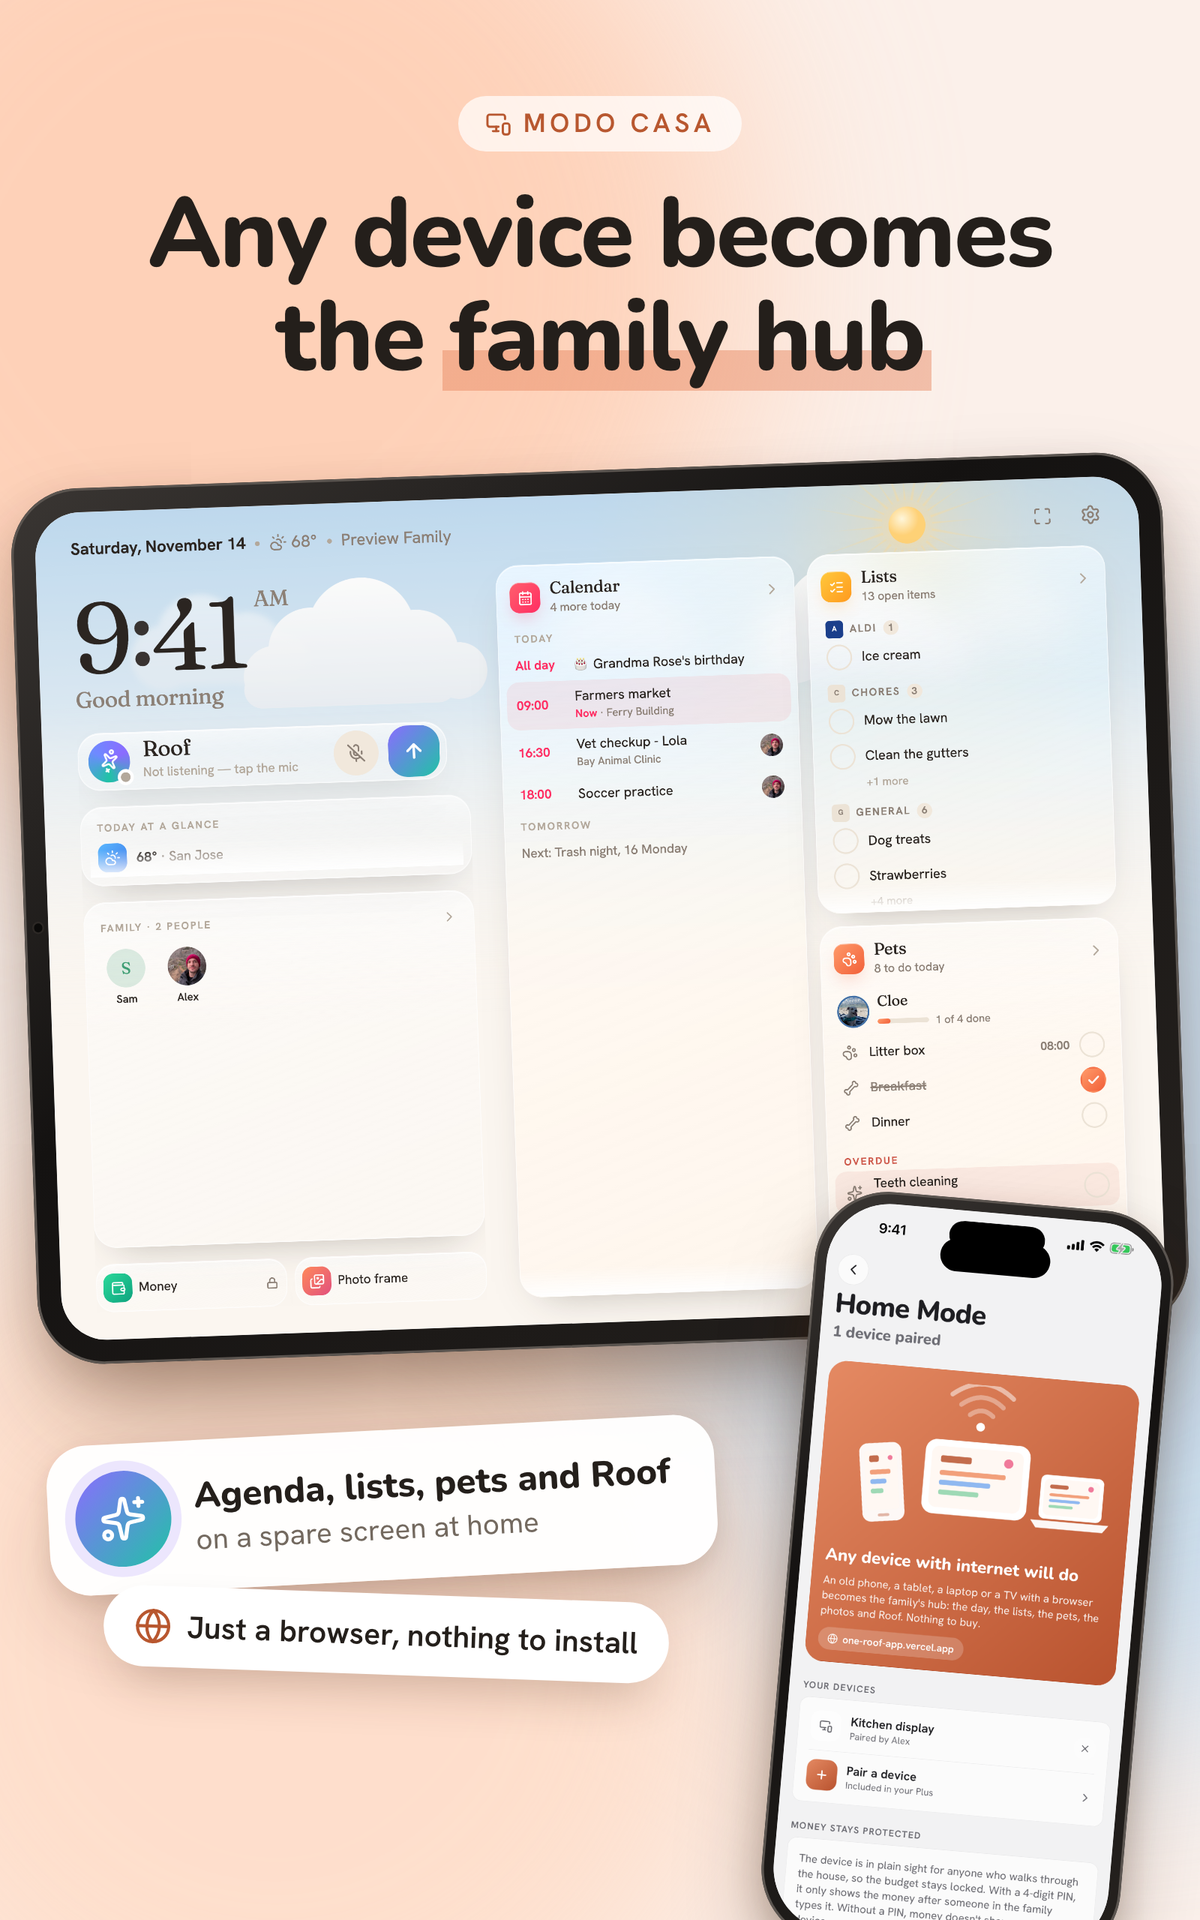 MODO CASA
Any device becomes
the family hub
Saturday, November 14 • 68° • Preview Family
9:41 AM
Good morning
Roof
Not listening — tap the mic
TODAY AT A GLANCE
68° · San Jose
FAMILY · 2 PEOPLE
S
Sam
Alex
Money
Photo frame
Calendar
4 more today
TODAY
All day
Grandma Rose's birthday
09:00
Farmers market
Now · Ferry Building
16:30
Vet checkup - Lola
Bay Animal Clinic
18:00
Soccer practice
TOMORROW
Next: Trash night, 16 Monday
Lists
13 open items
A ALDI 1
Ice cream
C CHORES 3
Mow the lawn
Clean the gutters
+1 more
G GENERAL 6
Dog treats
Strawberries
+4 more
Pets
8 to do today
Cloe
1 of 4 done
Litter box 08:00
Breakfast
Dinner
OVERDUE
Teeth cleaning
9:41
Home Mode
1 device paired
Any device with internet will do
An old phone, a tablet, a laptop or a TV with a browser
becomes the family's hub: the day, the lists, the pets, the
photos and Roof. Nothing to buy.
one-roof-app.vercel.app
YOUR DEVICES
Kitchen display
Paired by Alex
Pair a device
Included in your Plus
MONEY STAYS PROTECTED
The device is in plain sight for anyone who walks through
the house, so the budget stays locked. With a 4-digit PIN,
it only shows the money after someone in the family
types it. Without a PIN, money doesn't
Agenda, lists, pets and Roof
on a spare screen at home
Just a browser, nothing to install